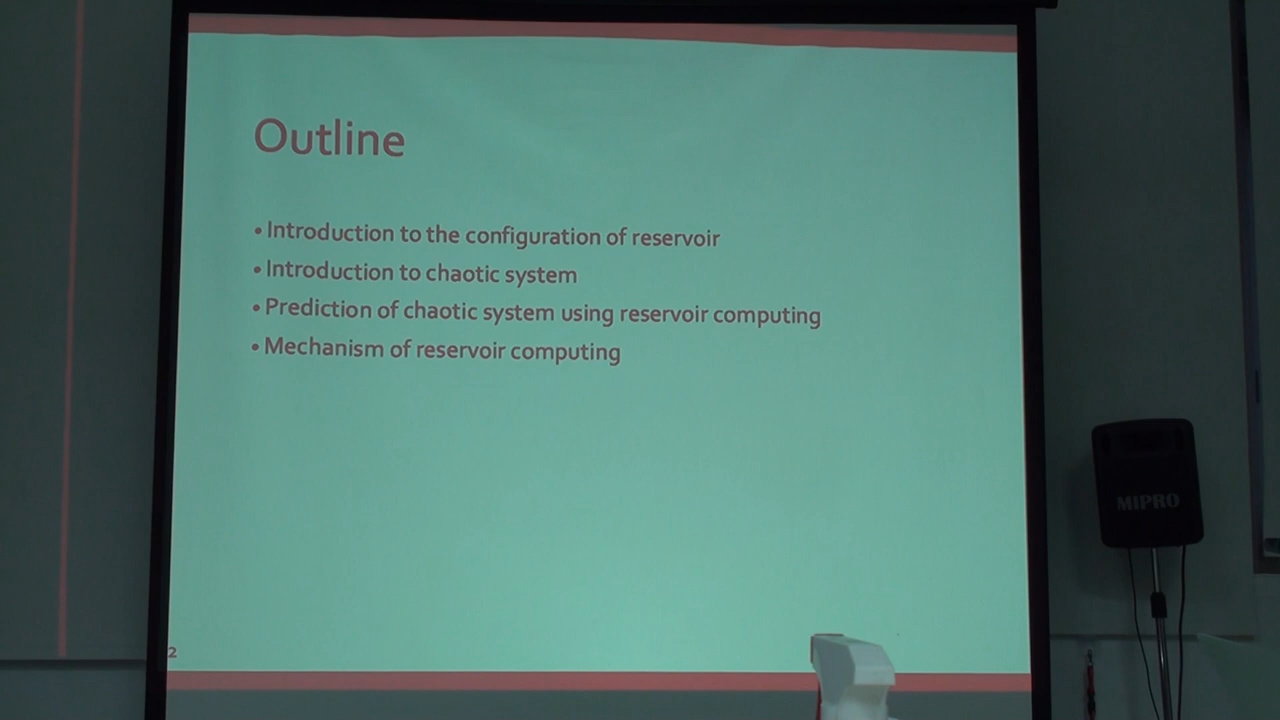 Outline
• Introduction to the configuration of reservoir
• Introduction to chaotic system
• Prediction of chaotic system using reservoir computing
• Mechanism of reservoir computing
2
MIPRO